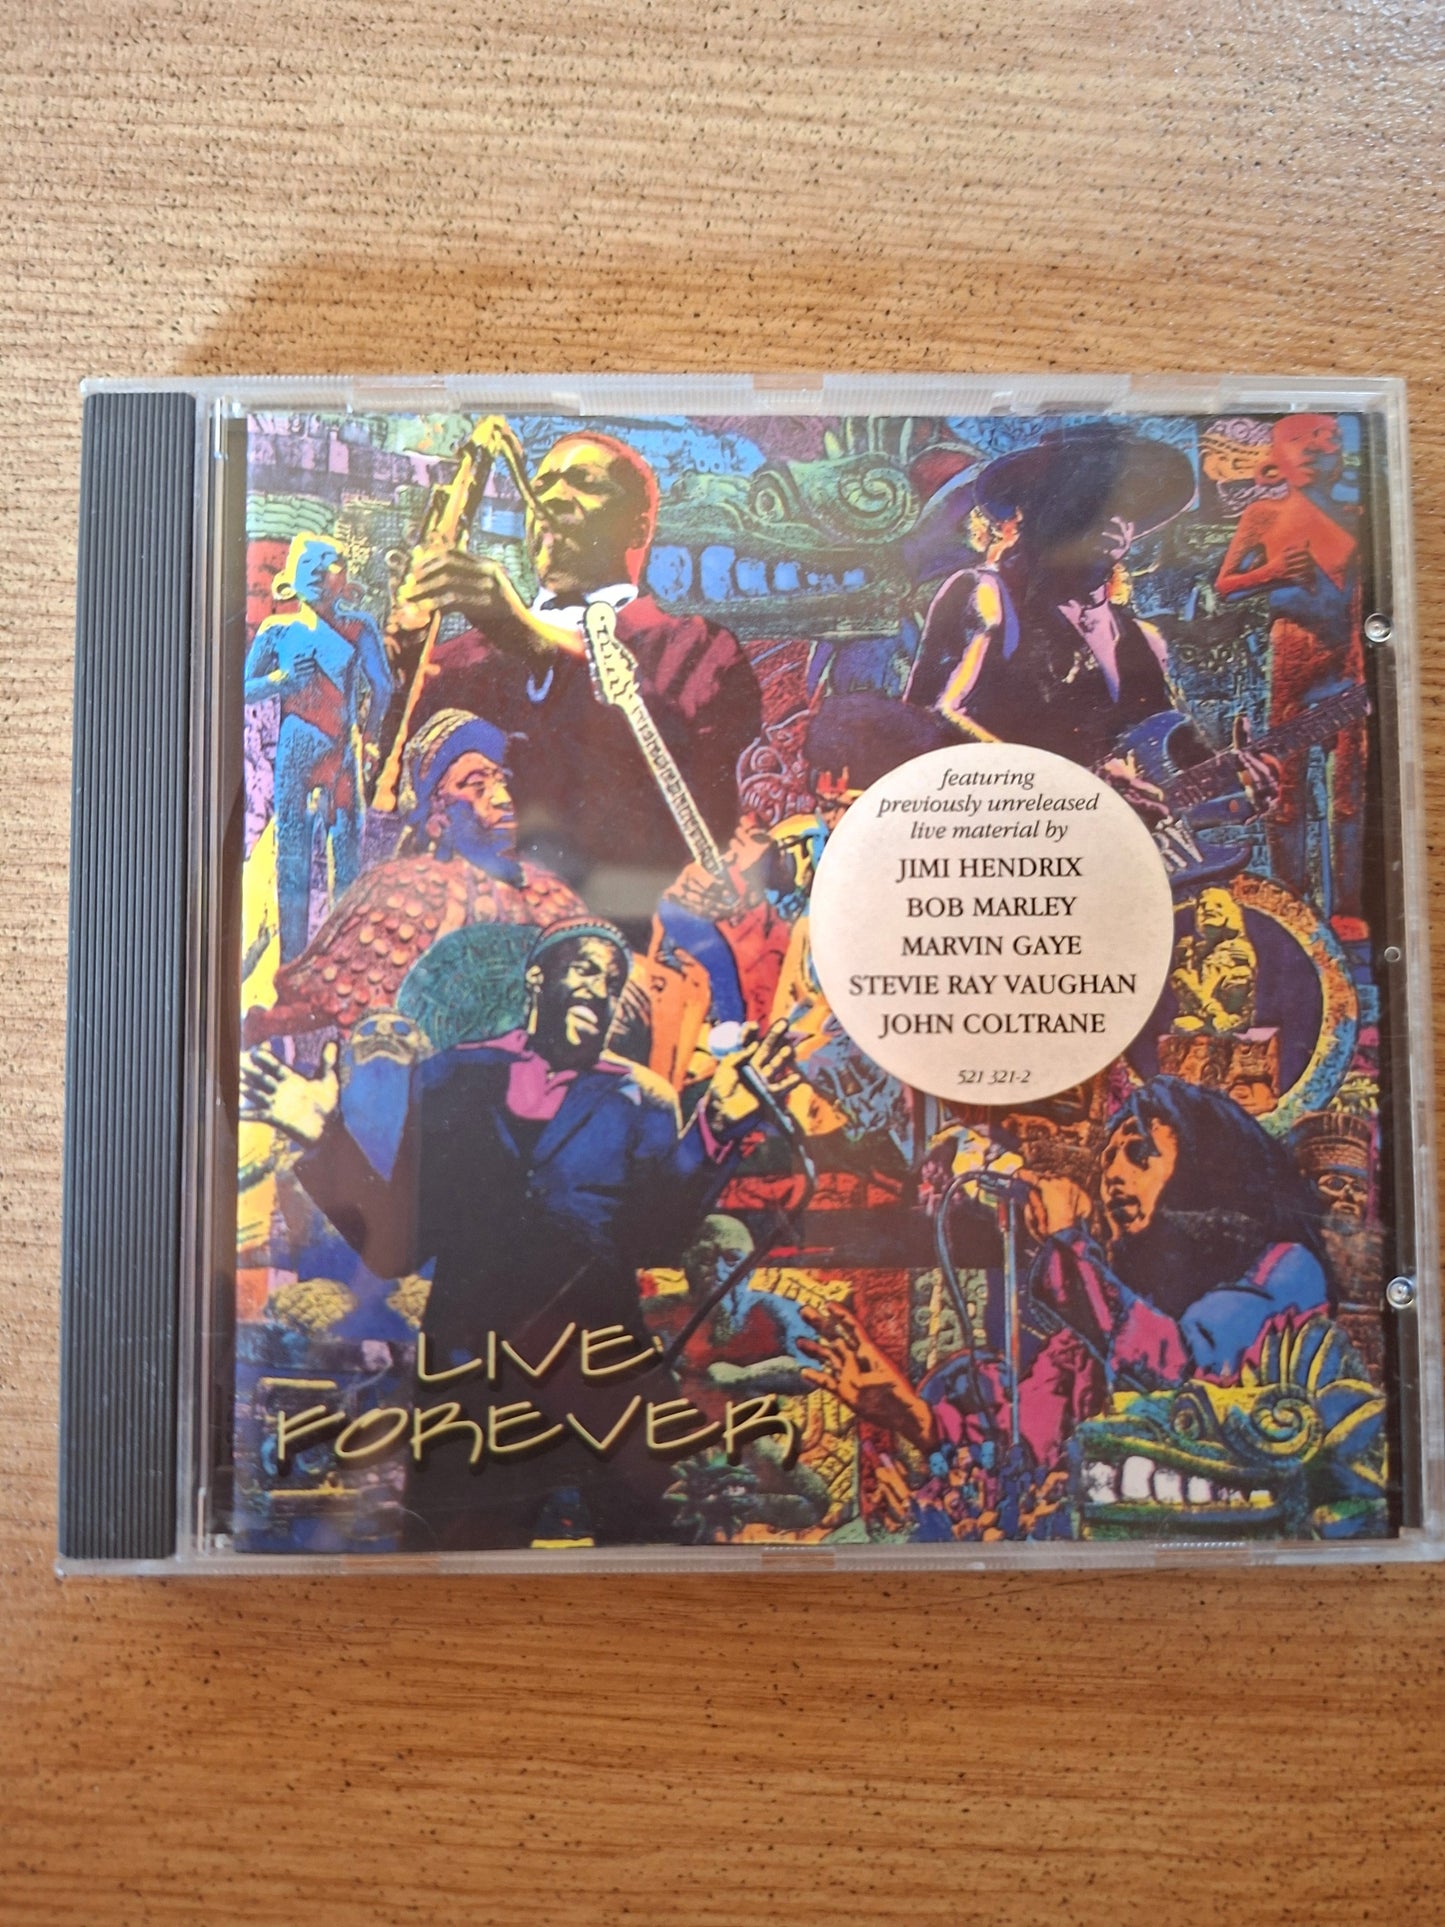 featuring
previously unreleased
live material by
JIMI HENDRIX
BOB MARLEY
MARVIN GAYE
STEVIE RAY VAUGHAN
JOHN COLTRANE
521 321-2
LIVE
FOREVER